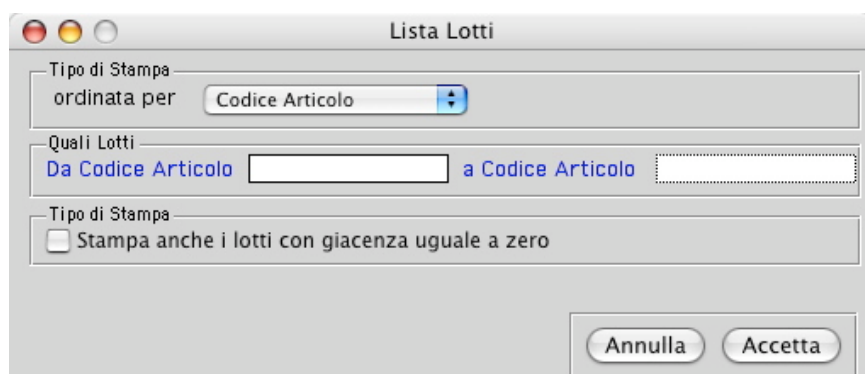 Lista Lotti
Tipo di Stampa
ordinata per Codice Articolo
Quali Lotti
Da Codice Articolo a Codice Articolo
Tipo di Stampa
Stampa anche i lotti con giacenza uguale a zero
Annulla Accetta